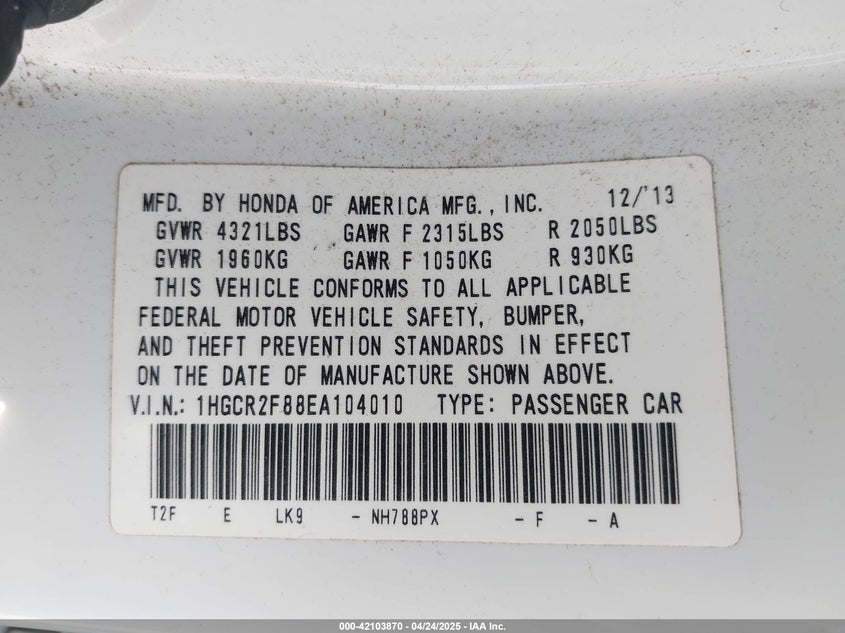 MFD. BY HONDA OF AMERICA MFG., INC. 12/'13
GVWR 4321LBS GAWR F 2315LBS R 2050LBS
GVWR 1960KG GAWR F 1050KG R 930KG
THIS VEHICLE CONFORMS TO ALL APPLICABLE
FEDERAL MOTOR VEHICLE SAFETY, BUMPER,
AND THEFT PREVENTION STANDARDS IN EFFECT
ON THE DATE OF MANUFACTURE SHOWN ABOVE.
V.I.N.: 1HGCR2F88EA104010 TYPE: PASSENGER CAR
T2F E LK9 - NH788PX - F - A
000-42103870 - 04/24/2025 - IAA Inc.